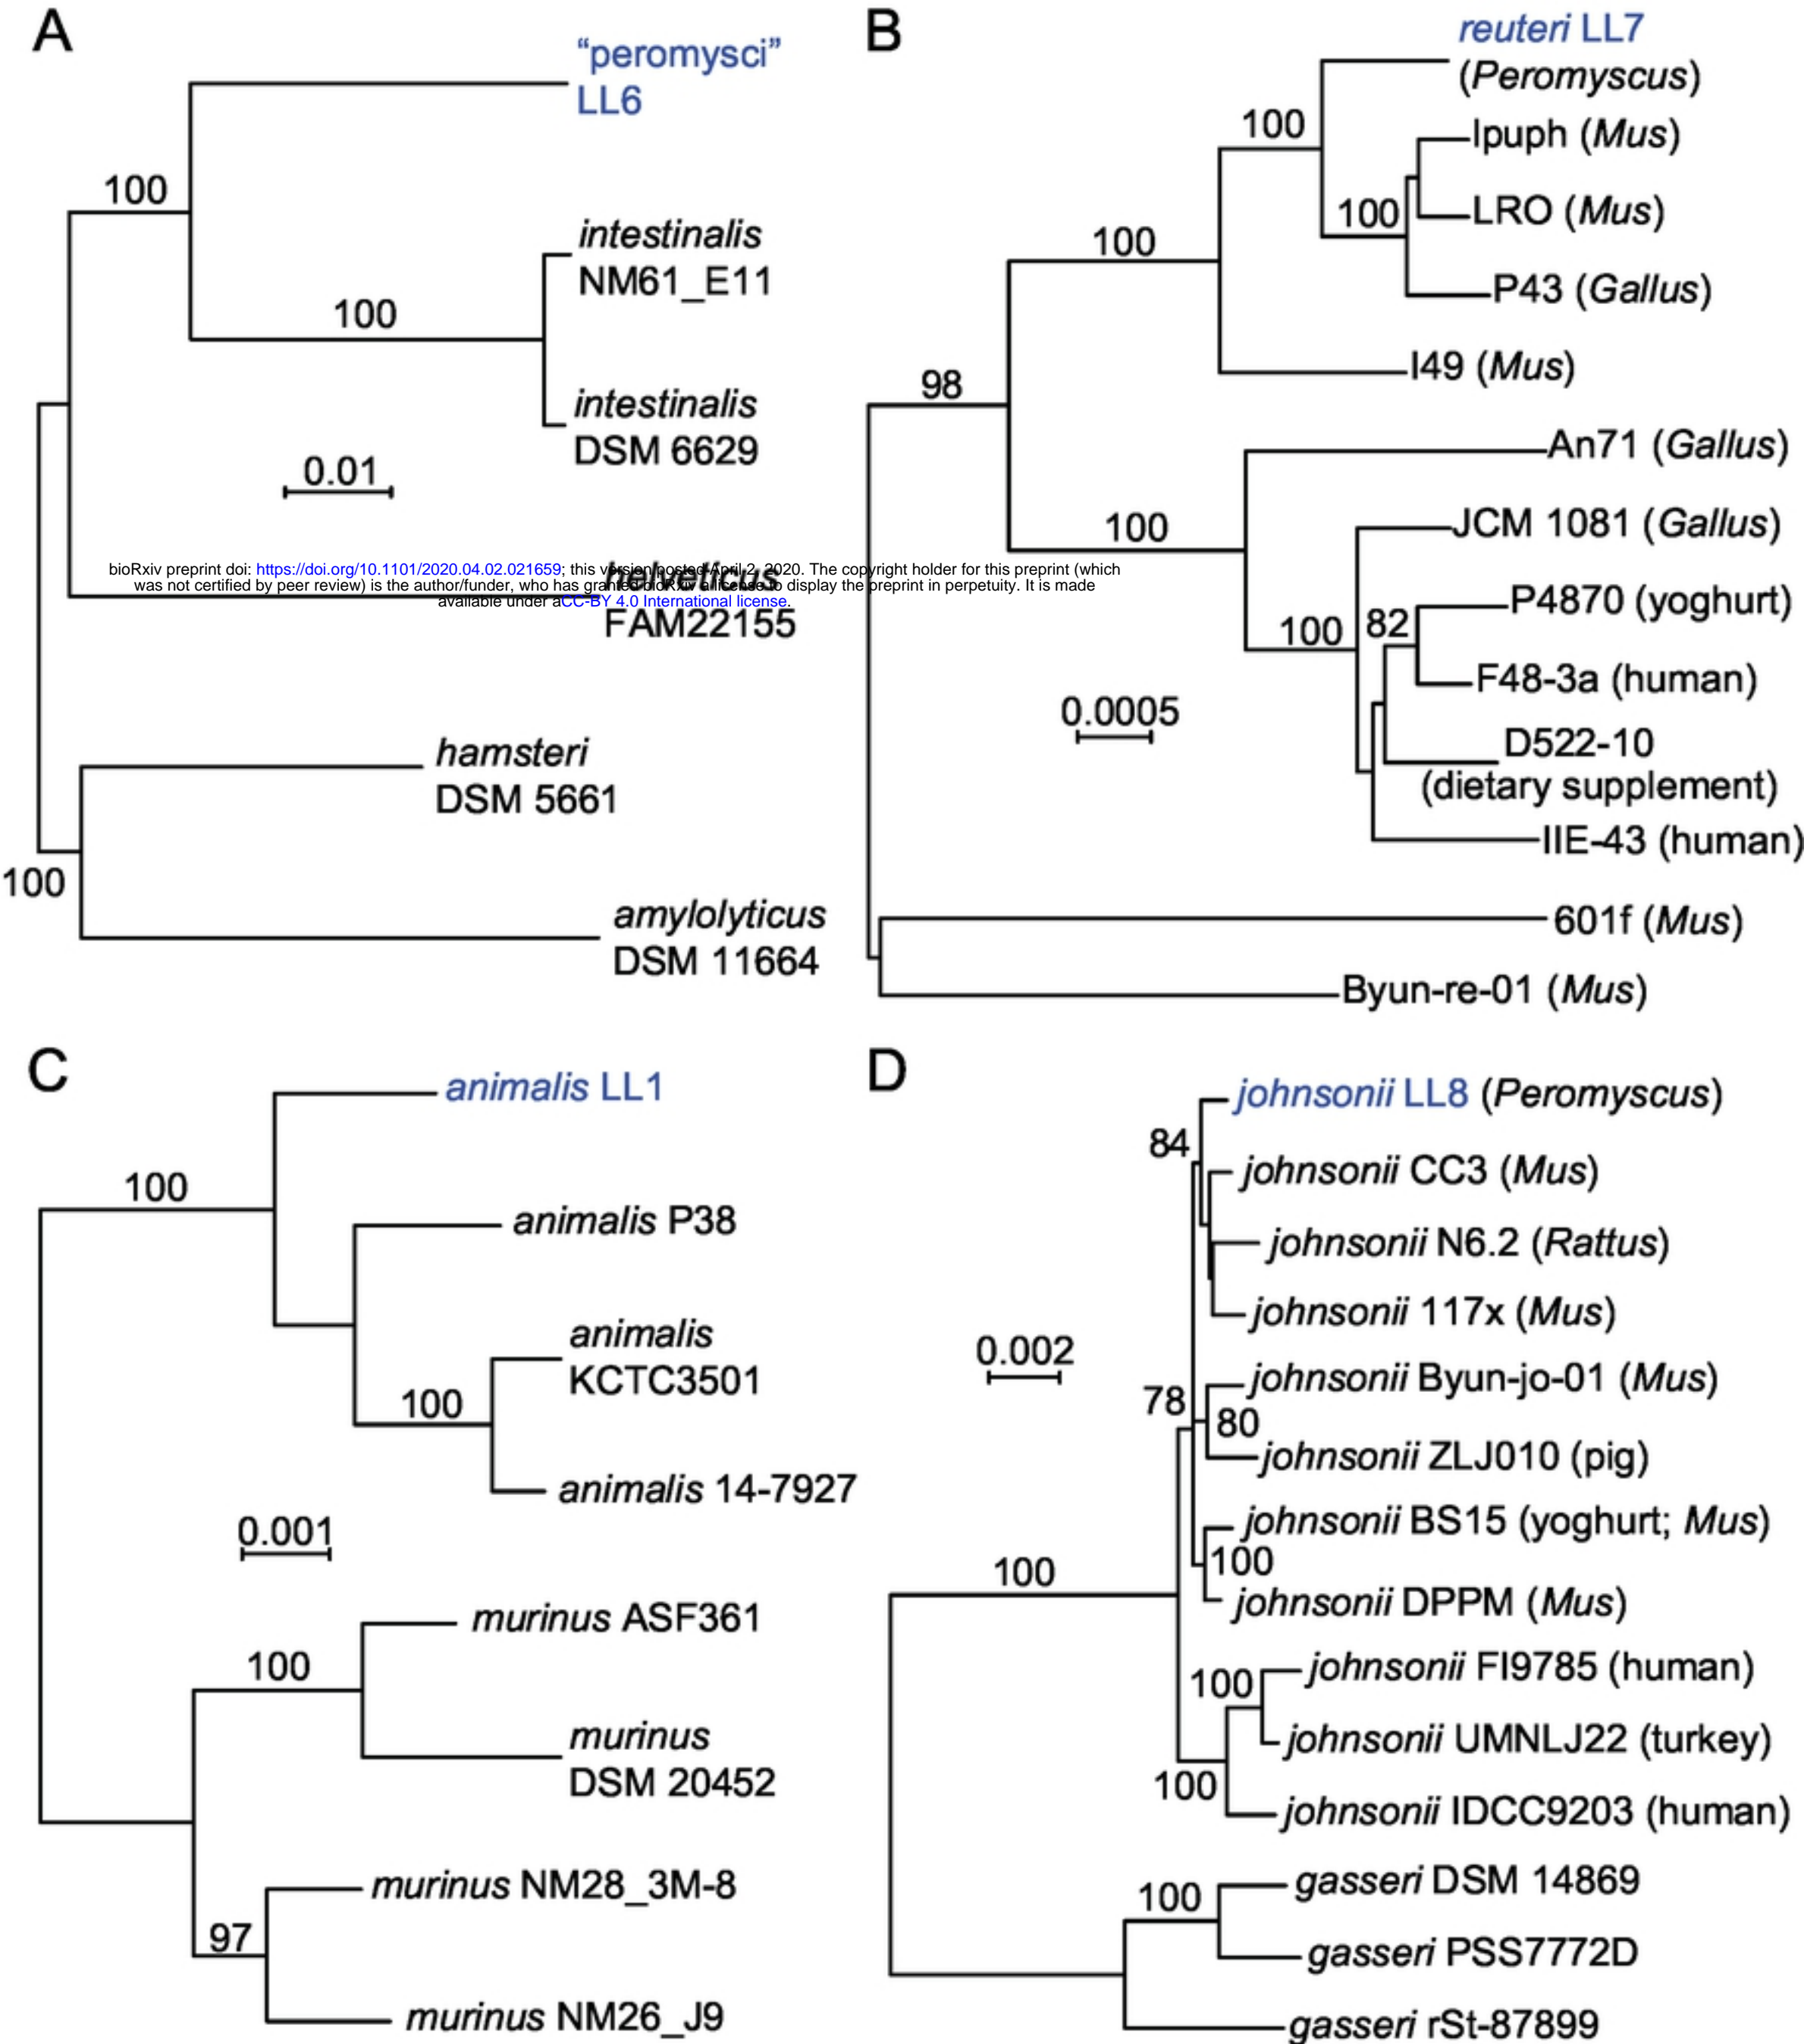 A
“peromysci”
LL6
100
intestinalis
NM61_E11
100
intestinalis
DSM 6629
0.01
helveticus
FAM22155
hamsteri
DSM 5661
100
amylolyticus
DSM 11664
bioRxiv preprint doi: https://doi.org/10.1101/2020.04.02.021659; this version posted April 2, 2020. The copyright holder for this preprint (which
was not certified by peer review) is the author/funder, who has granted bioRxiv a license to display the preprint in perpetuity. It is made
available under aCC-BY 4.0 International license.
B
reuteri LL7
(Peromyscus)
100
Ipuph (Mus)
100
LRO (Mus)
100
P43 (Gallus)
I49 (Mus)
98
An71 (Gallus)
100
JCM 1081 (Gallus)
P4870 (yoghurt)
100
82
F48-3a (human)
0.0005
D522-10
(dietary supplement)
IIE-43 (human)
601f (Mus)
Byun-re-01 (Mus)
C
animalis LL1
100
animalis P38
animalis
KCTC3501
100
animalis 14-7927
0.001
murinus ASF361
100
murinus
DSM 20452
murinus NM28_3M-8
97
murinus NM26_J9
D
johnsonii LL8 (Peromyscus)
84
johnsonii CC3 (Mus)
johnsonii N6.2 (Rattus)
johnsonii 117x (Mus)
0.002
johnsonii Byun-jo-01 (Mus)
78
80
johnsonii ZLJ010 (pig)
johnsonii BS15 (yoghurt; Mus)
100
100
johnsonii DPPM (Mus)
johnsonii FI9785 (human)
100
johnsonii UMNLJ22 (turkey)
100
johnsonii IDCC9203 (human)
gasseri DSM 14869
100
gasseri PSS7772D
gasseri rSt-87899